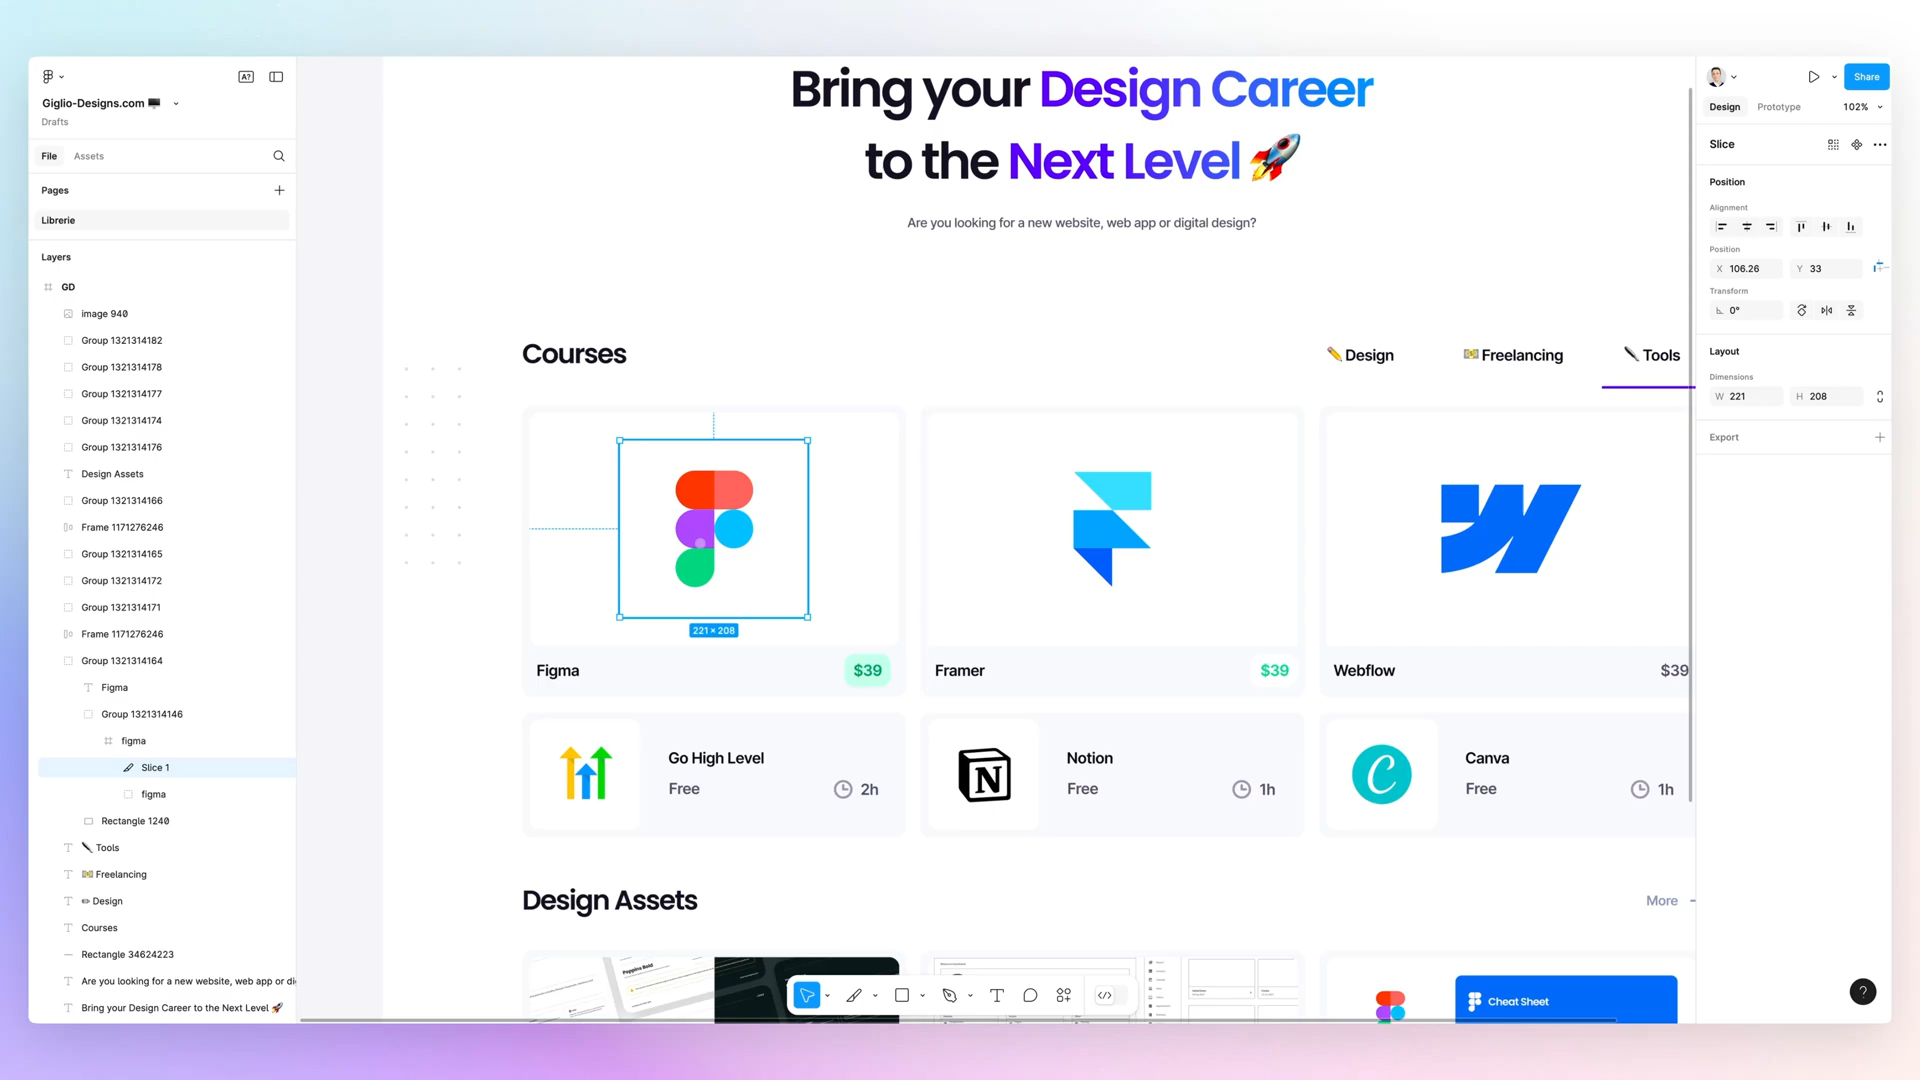 A?
Giglio-Designs.com
Drafts
File
Assets
Pages
Librerie
Layers
GD
image 940
Group 1321314182
Group 1321314178
Group 1321314177
Group 1321314174
Group 1321314176
Design Assets
Group 1321314166
Frame 1171276246
Group 1321314165
Group 1321314172
Group 1321314171
Frame 1171276246
Group 1321314164
Figma
Group 1321314146
figma
Slice 1
figma
Rectangle 1240
Tools
Freelancing
Design
Courses
Rectangle 34624223
Are you looking for a new website, web app or di
Bring your Design Career to the Next Level 🚀
Bring your Design Career
to the Next Level 🚀
Are you looking for a new website, web app or digital design?
Courses
✏️ Design
💵 Freelancing
Tools
221 × 208
Figma
$39
Framer
$39
Webflow
$39
Go High Level
Free
2h
N
Notion
Free
1h
C
Canva
Free
1h
Design Assets
More
Poppins Bold
Cheat Sheet
Share
Design
Prototype
102%
Slice
Position
Alignment
Position
X 106.26
Y 33
Transform
0°
Layout
Dimensions
W 221
H 208
Export
?